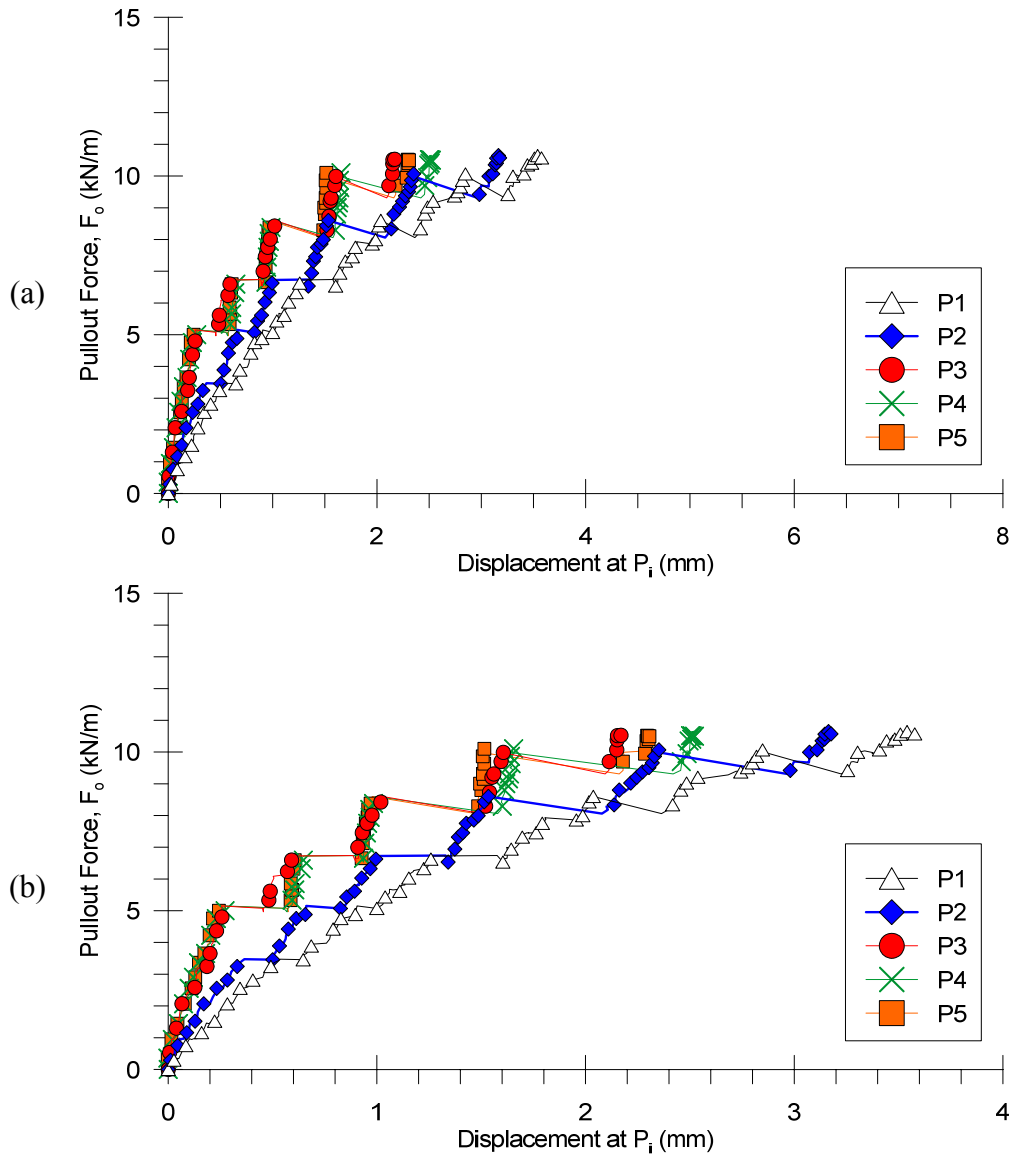 (a)
Pullout Force, Fo (kN/m)
15
10
5
0
0 2 4 6 8
Displacement at Pi (mm)
P1
P2
P3
P4
P5
(b)
Pullout Force, Fo (kN/m)
15
10
5
0
0 1 2 3 4
Displacement at Pi (mm)
P1
P2
P3
P4
P5